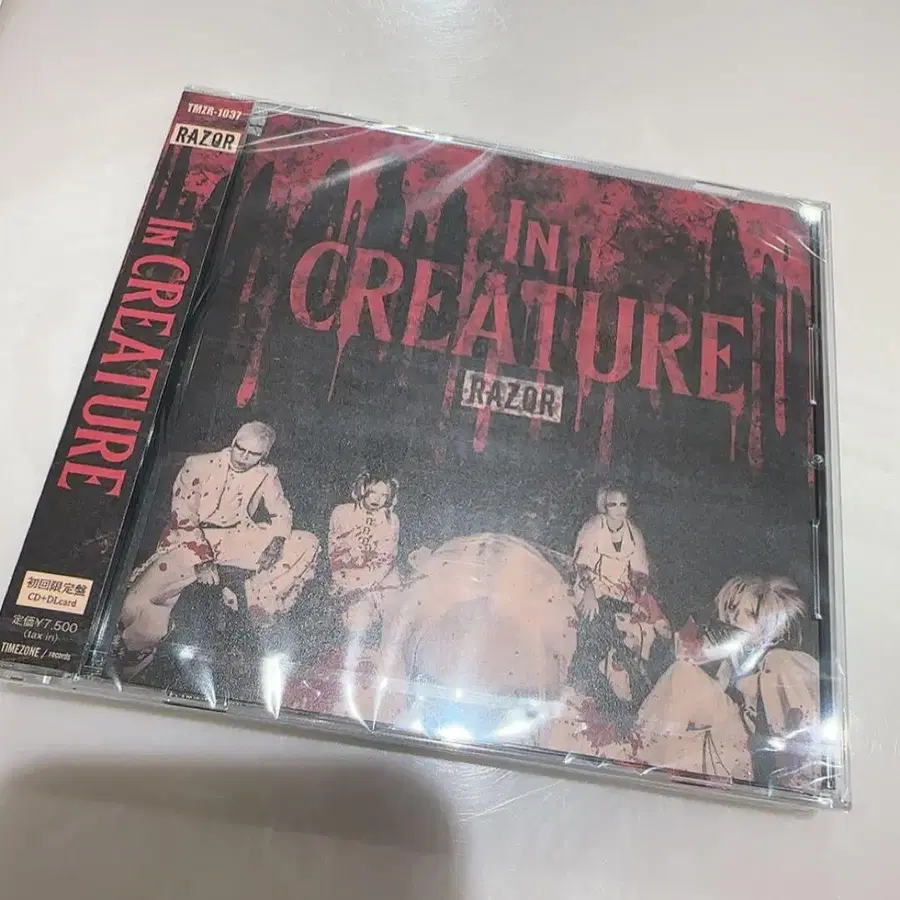 TMZR-1037
RAZOR
IN CREATURE
初回限定盤
CD+DLcard
定価¥7,500
(tax in)
TIMEZONE / records
IN
CREATURE
RAZOR